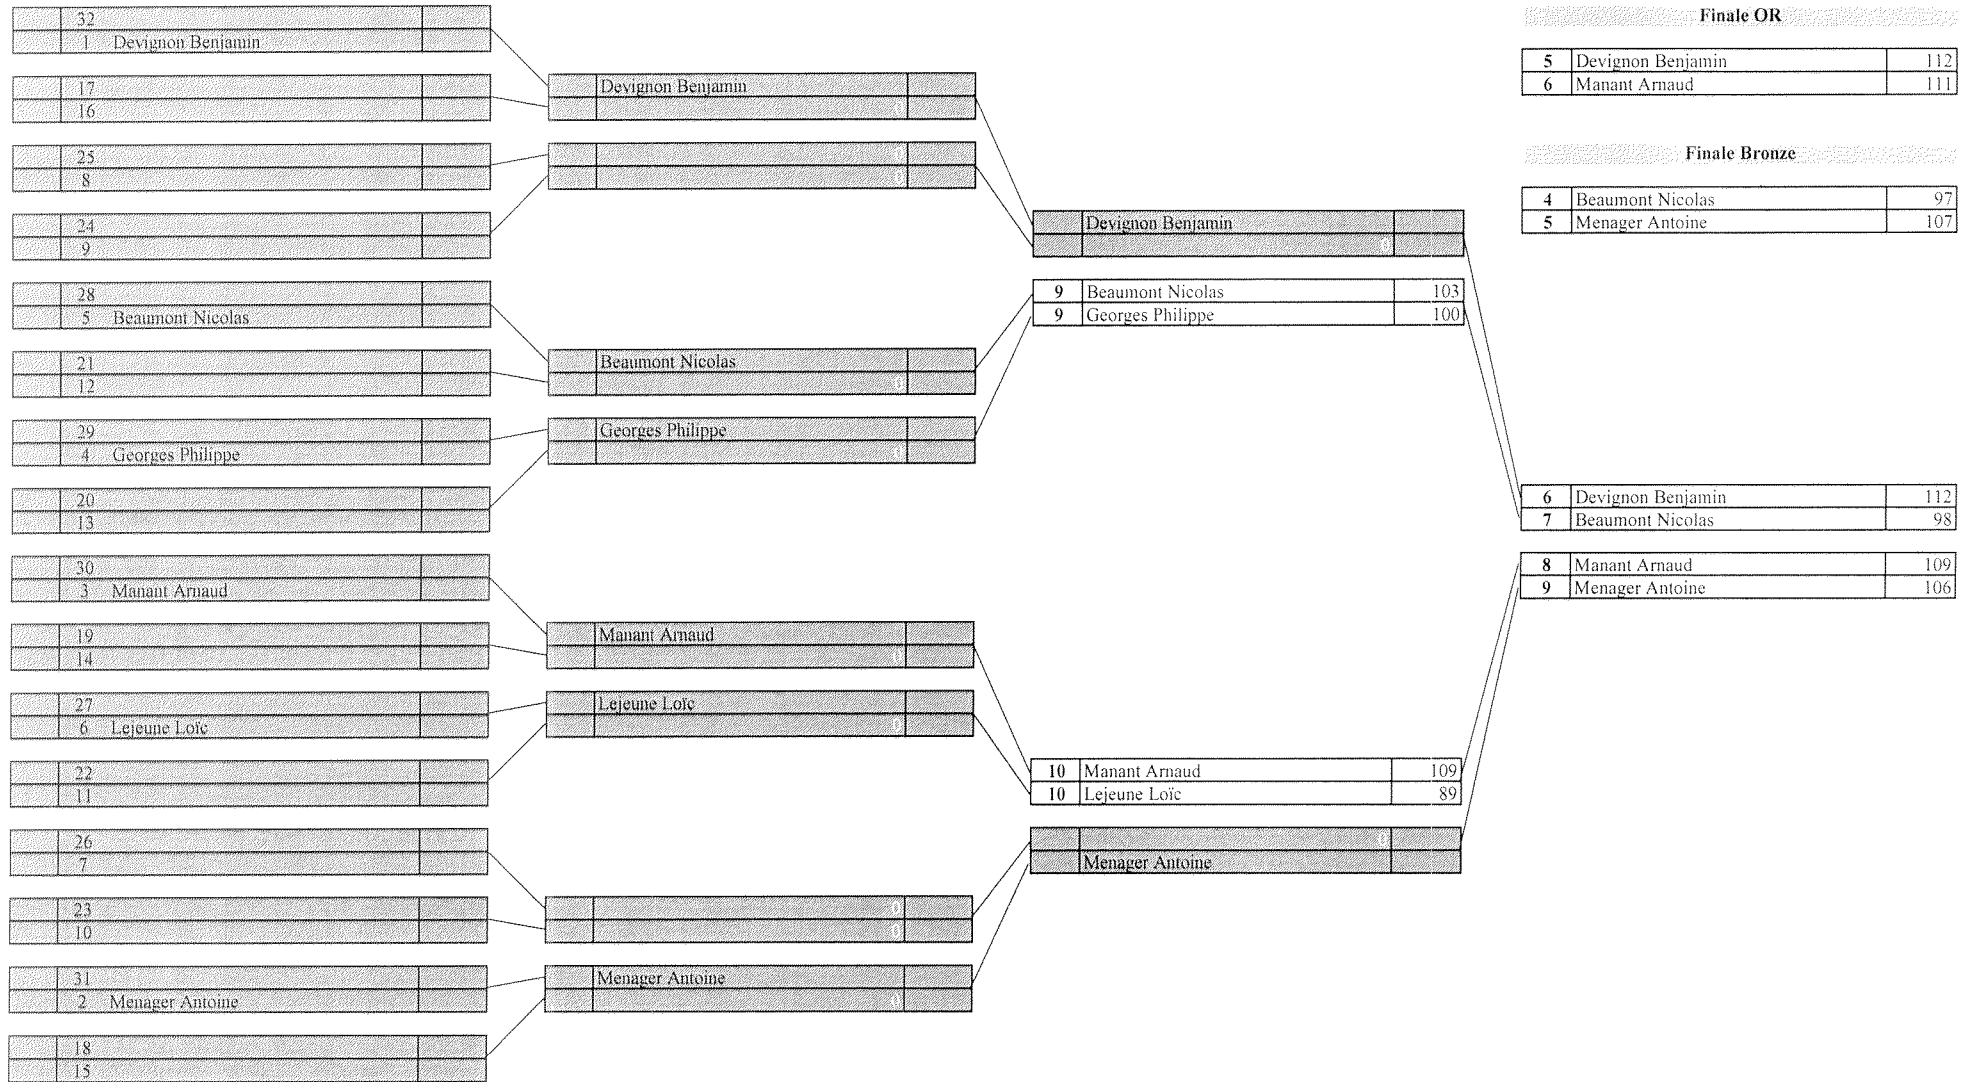 32
1 Devignon Benjamin
17
16
25
8
24
9
28
5 Beaumont Nicolas
21
12
29
4 Georges Philippe
20
13
30
3 Manant Arnaud
19
14
27
6 Lejeune Loïc
22
11
26
7
23
10
31
2 Menager Antoine
18
15
Devignon Benjamin
0
0
Beaumont Nicolas
0
Georges Philippe
0
Manant Arnaud
0
Lejeune Loïc
0
0
0
Menager Antoine
0
Devignon Benjamin
0
9 Beaumont Nicolas 103
9 Georges Philippe 100
10 Manant Arnaud 109
10 Lejeune Loïc 89
0
Menager Antoine
Finale OR
5 Devignon Benjamin 112
6 Manant Arnaud 111
Finale Bronze
4 Beaumont Nicolas 97
5 Menager Antoine 107
6 Devignon Benjamin 112
7 Beaumont Nicolas 98
8 Manant Arnaud 109
9 Menager Antoine 106